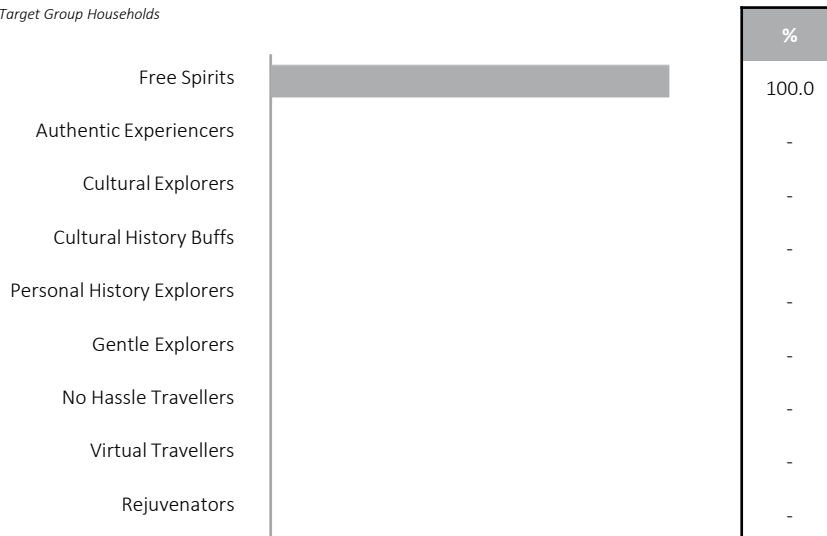 Target Group Households
%
Free Spirits 100.0
Authentic Experiencers -
Cultural Explorers -
Cultural History Buffs -
Personal History Explorers -
Gentle Explorers -
No Hassle Travellers -
Virtual Travellers -
Rejuvenators -